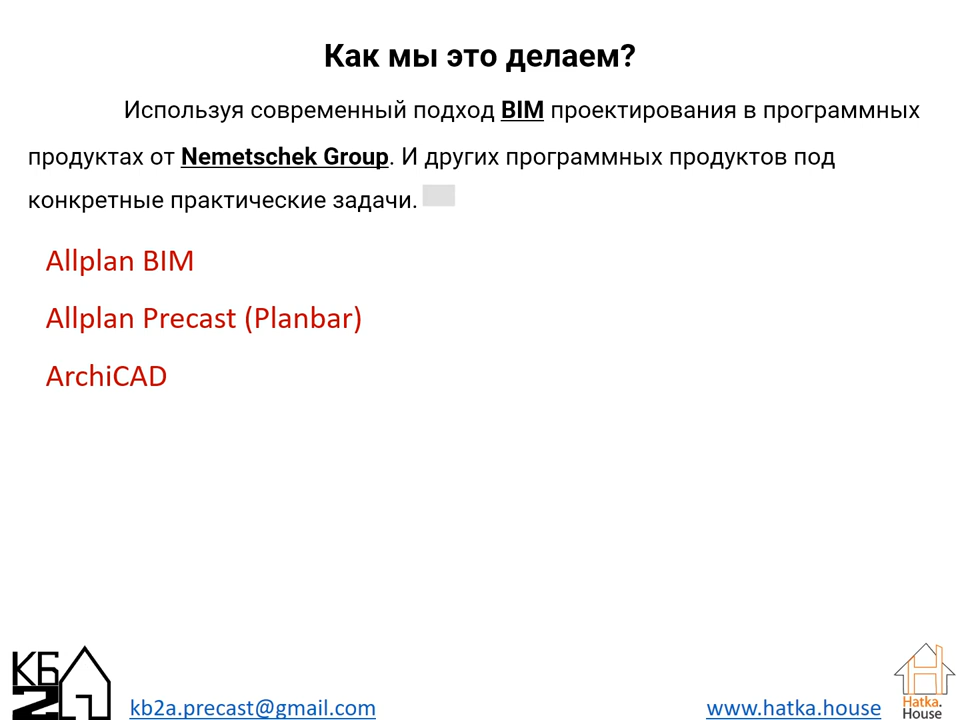 Как мы это делаем?
Используя современный подход BIM проектирования в программных
продуктах от Nemetschek Group. И других программных продуктов под
конкретные практические задачи.
Allplan BIM
Allplan Precast (Planbar)
ArchiCAD
КБ
2
kb2a.precast@gmail.com
www.hatka.house
Hatka.
House